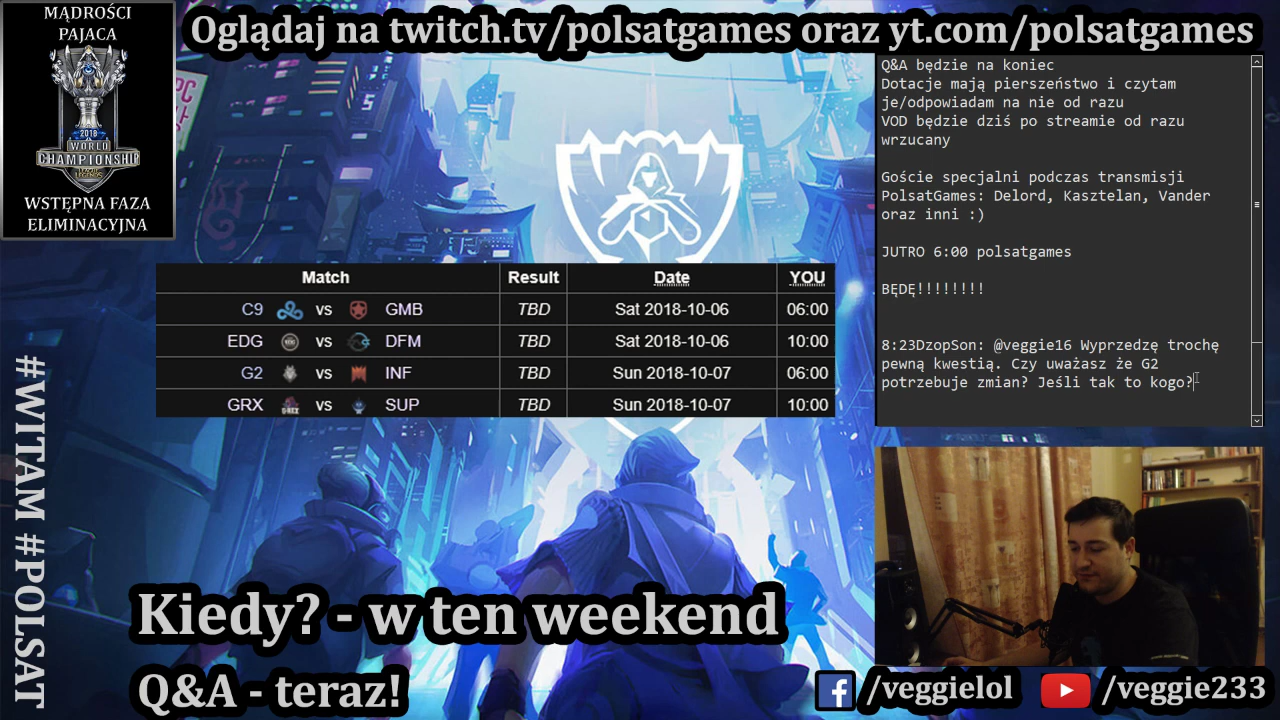 MĄDROŚCI
PAJACA
2018
WORLD
CHAMPIONSHIP
LEAGUE LEGENDS
WSTĘPNA FAZA
ELIMINACYJNA
Oglądaj na twitch.tv/polsatgames oraz yt.com/polsatgames
Q&A będzie na koniec
Dotacje mają pierszeństwo i czytam
je/odpowiadam na nie od razu
VOD będzie dziś po streamie od razu
wrzucany
Goście specjalni podczas transmisji
PolsatGames: Delord, Kasztelan, Vander
oraz inni :)
JUTRO 6:00 polsatgames
BĘDĘ!!!!!!!!
8:23DzopSon: @veggie16 Wyprzedzę trochę
pewną kwestią. Czy uważasz że G2
potrzebuje zmian? Jeśli tak to kogo?
PC
Match Result Date YOU
C9 vs GMB TBD Sat 2018-10-06 06:00
EDG vs DFM TBD Sat 2018-10-06 10:00
G2 vs INF TBD Sun 2018-10-07 06:00
GRX vs SUP TBD Sun 2018-10-07 10:00
#WITAM #POLSAT
Kiedy? - w ten weekend
Q&A - teraz!
/veggielol
/veggie233